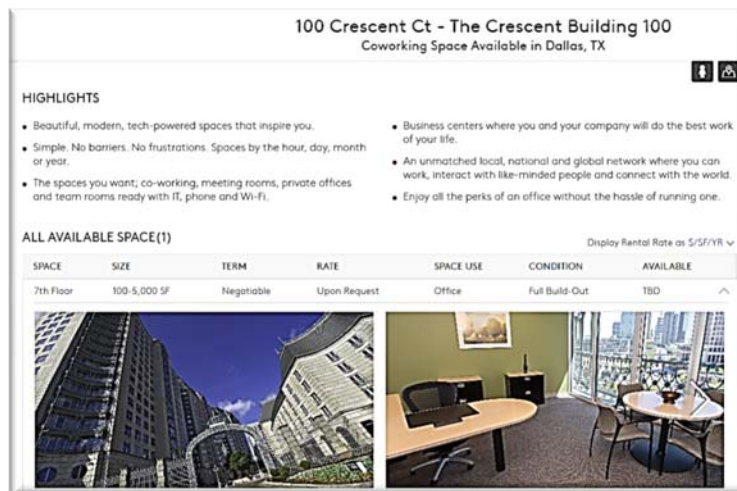 100 Crescent Ct - The Crescent Building 100
Coworking Space Available in Dallas, TX
HIGHLIGHTS
• Beautiful, modern, tech-powered spaces that inspire you.
• Simple. No barriers. No frustrations. Spaces by the hour, day, month
or year.
• The spaces you want; co-working, meeting rooms, private offices
and team rooms ready with IT, phone and Wi-Fi.
• Business centers where you and your company will do the best work
of your life.
• An unmatched local, national and global network where you can
work, interact with like-minded people and connect with the world.
• Enjoy all the perks of an office without the hassle of running one.
ALL AVAILABLE SPACE(1)
Display Rental Rate as $/SF/YR
SPACE SIZE TERM RATE SPACE USE CONDITION AVAILABLE
7th Floor 100-5,000 SF Negotiable Upon Request Office Full Build-Out TBD